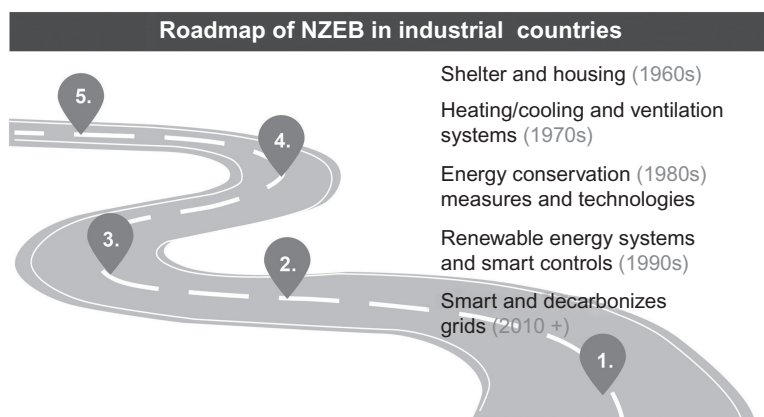 Roadmap of NZEB in industrial countries
Shelter and housing (1960s)
Heating/cooling and ventilation
systems (1970s)
Energy conservation (1980s)
measures and technologies
Renewable energy systems
and smart controls (1990s)
Smart and decarbonizes
grids (2010 +)
5.
4.
3.
2.
1.